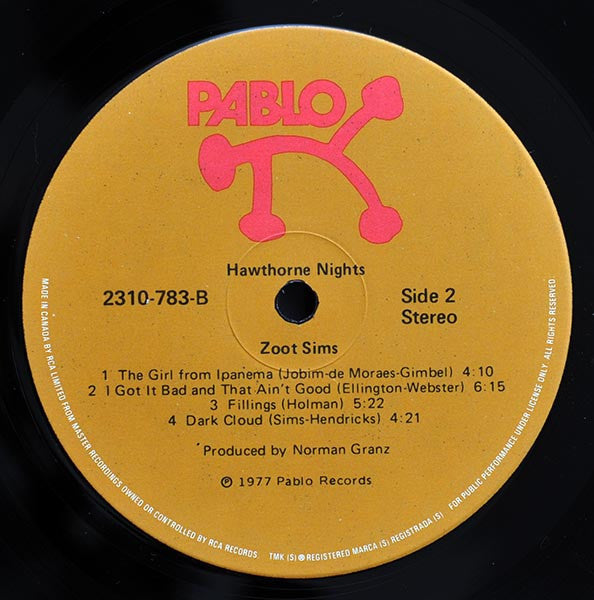 PABLO
Hawthorne Nights
2310-783-B
Side 2
Stereo
Zoot Sims
1 The Girl from Ipanema (Jobim-de Moraes-Gimbel) 4:10
2 I Got It Bad and That Ain't Good (Ellington-Webster) 6:15
3 Fillings (Holman) 5:22
4 Dark Cloud (Sims-Hendricks) 4:21
Produced by Norman Granz
℗ 1977 Pablo Records
MADE IN CANADA BY RCA LIMITED FROM MASTER RECORDINGS OWNED OR CONTROLLED BY RCA RECORDS TMK (S) ® REGISTERED MARCA (S) REGISTRADA (S) FOR PUBLIC PERFORMANCE UNDER LICENSE ONLY. ALL RIGHTS RESERVED.